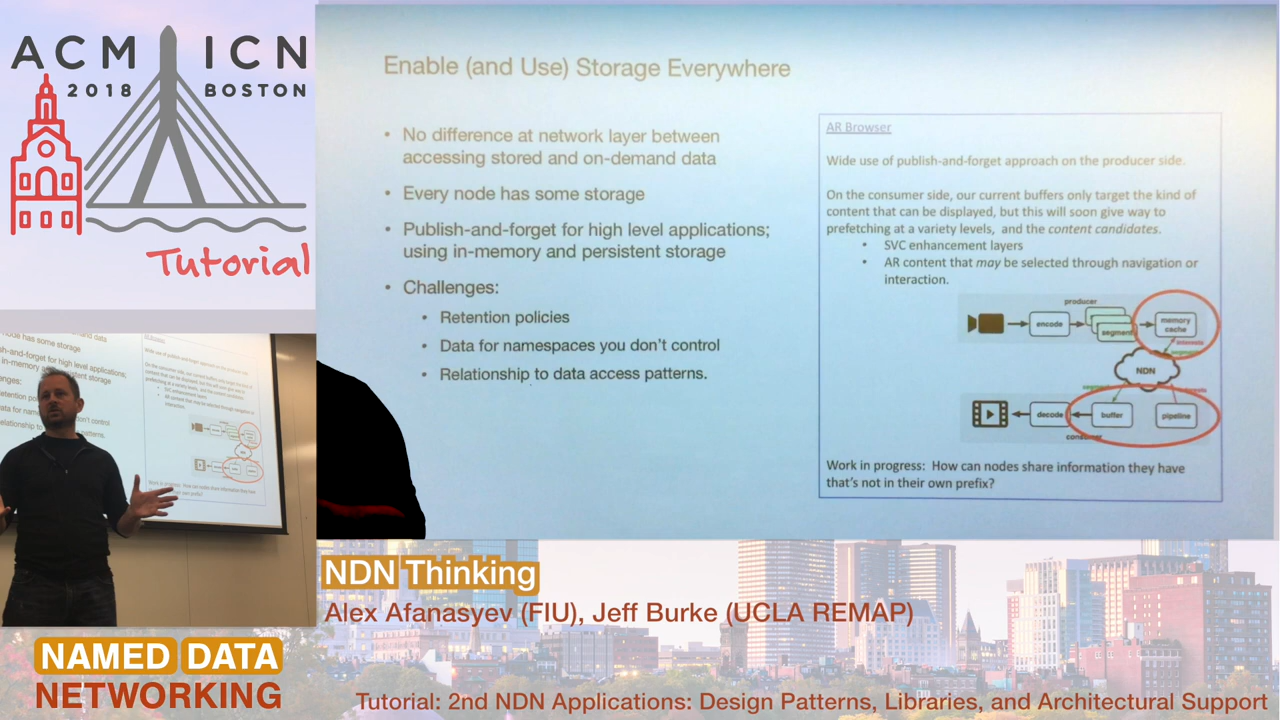 ACM ICN
2018 BOSTON
Tutorial
Enable (and Use) Storage Everywhere
• No difference at network layer between
accessing stored and on-demand data
• Every node has some storage
• Publish-and-forget for high level applications;
using in-memory and persistent storage
• Challenges:
• Retention policies
• Data for namespaces you don't control
• Relationship to data access patterns.
AR Browser
Wide use of publish-and-forget approach on the producer side.
On the consumer side, our current buffers only target the kind of
content that can be displayed, but this will soon give way to
prefetching at a variety levels, and the content candidates.
• SVC enhancement layers
• AR content that may be selected through navigation or
interaction.
producer
encode
segment
memory
cache
interests
NDN
decode
buffer
pipeline
Work in progress: How can nodes share information they have
that's not in their own prefix?
NDN Thinking
Alex Afanasyev (FIU), Jeff Burke (UCLA REMAP)
NAMED DATA
NETWORKING
Tutorial: 2nd NDN Applications: Design Patterns, Libraries, and Architectural Support